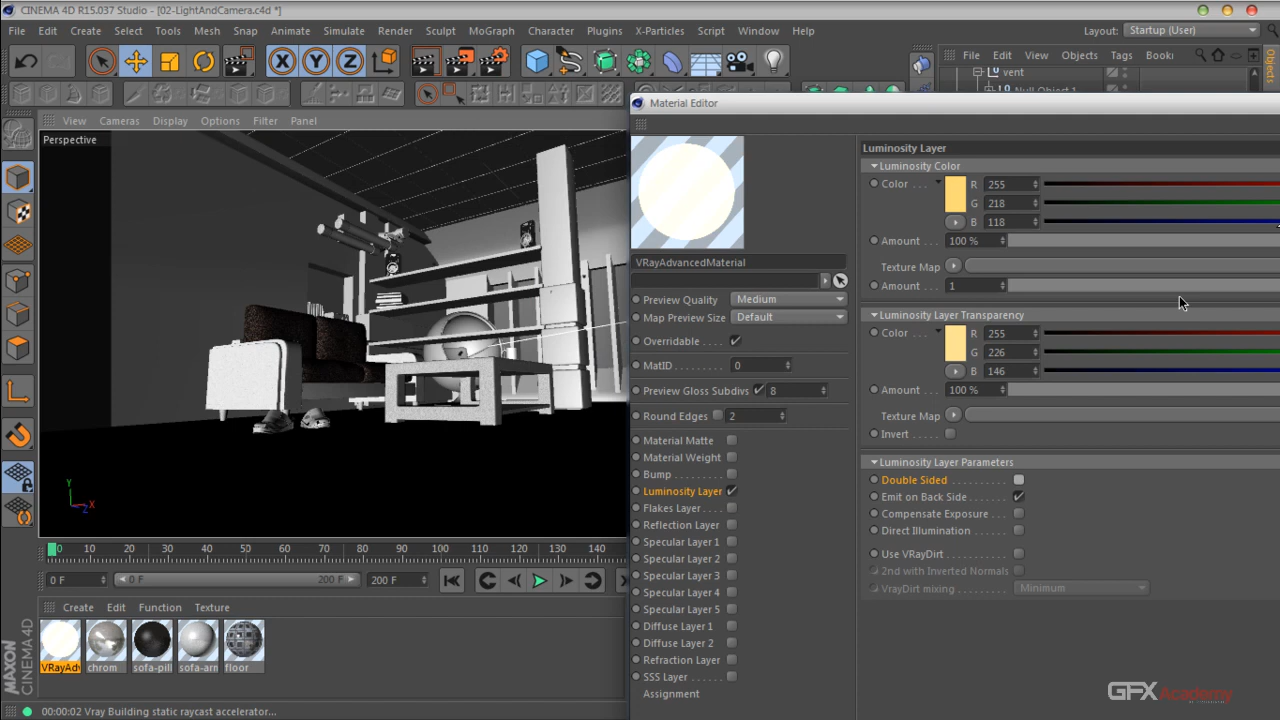 CINEMA 4D R15.037 Studio - [02-LightAndCamera.c4d *]
File Edit Create Select Tools Mesh Snap Animate Simulate Render Sculpt MoGraph Character Plugins X-Particles Script Window Help Layout: Startup (User)
X Y Z File Edit View Objects Tags Booki Objects
vent
Null Object 1
Material Editor
View Cameras Display Options Filter Panel
Perspective
Y X Z
0 10 20 30 40 50 60 70 80 90 100 110 120 130 140
0 F 0 F 200 F 200 F
Create Edit Function Texture
VRayAdv chrom sofa-pill sofa-arm floor
MAXON CINEMA4D
00:00:02 Vray Building static raycast accelerator...
VRayAdvancedMaterial
Preview Quality Medium
Map Preview Size Default
Overridable
MatID 0
Preview Gloss Subdivs 8
Round Edges 2
Material Matte
Material Weight
Bump
Luminosity Layer
Flakes Layer
Reflection Layer
Specular Layer 1
Specular Layer 2
Specular Layer 3
Specular Layer 4
Specular Layer 5
Diffuse Layer 1
Diffuse Layer 2
Refraction Layer
SSS Layer
Assignment
Luminosity Layer
Luminosity Color
Color R 255
G 218
B 118
Amount 100 %
Texture Map
Amount 1
Luminosity Layer Transparency
Color R 255
G 226
B 146
Amount 100 %
Texture Map
Invert
Luminosity Layer Parameters
Double Sided
Emit on Back Side
Compensate Exposure
Direct Illumination
Use VRayDirt
2nd with Inverted Normals
VrayDirt mixing Minimum
GFX Academy